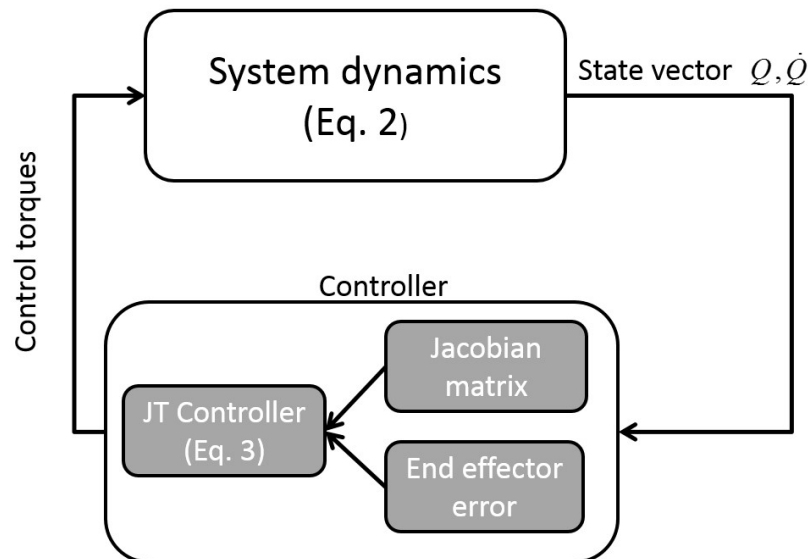 System dynamics
(Eq. 2)
State vector Q, Q̇
Control torques
Controller
Jacobian
matrix
JT Controller
(Eq. 3)
End effector
error